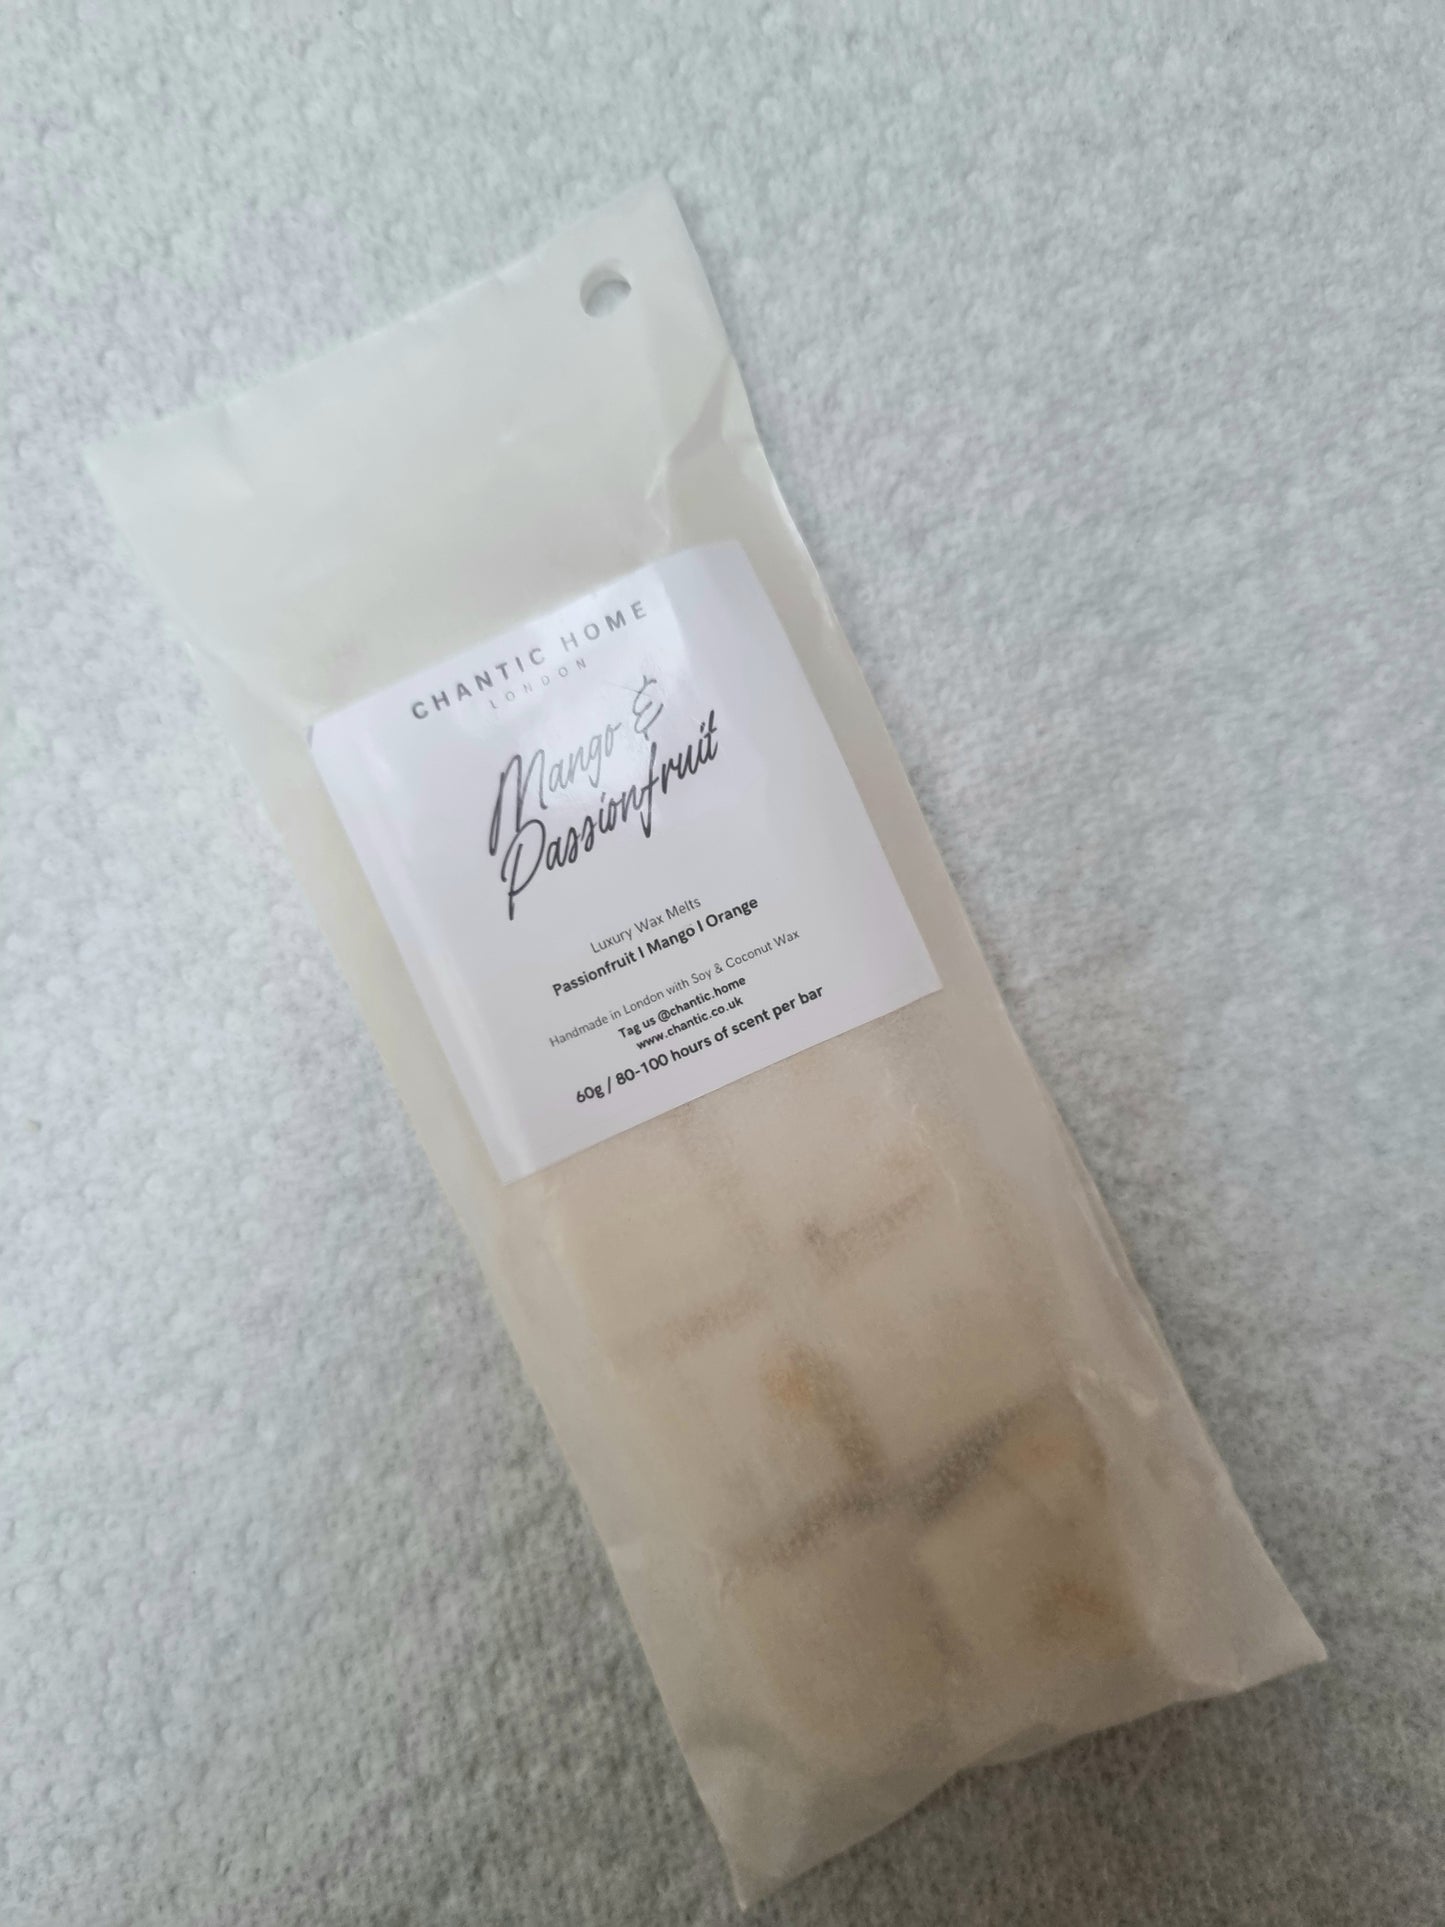 CHANTIC HOME
LONDON
Mango &
Passionfruit
Luxury Wax Melts
Passionfruit I Mango I Orange
Handmade in London with Soy & Coconut Wax
Tag us @chantic.home
www.chantic.co.uk
60g / 80-100 hours of scent per bar